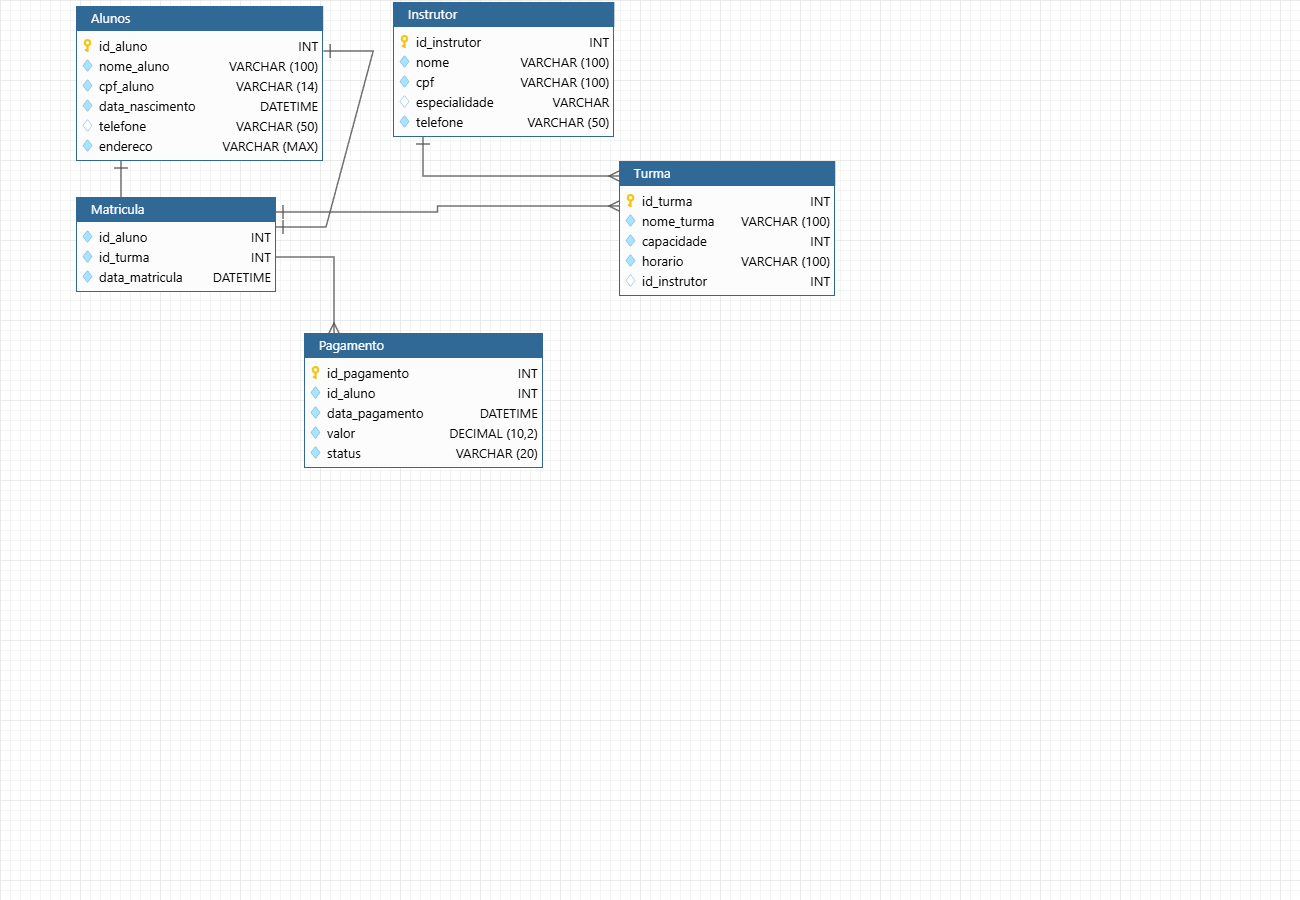 Alunos
id_aluno INT
nome_aluno VARCHAR (100)
cpf_aluno VARCHAR (14)
data_nascimento DATETIME
telefone VARCHAR (50)
endereco VARCHAR (MAX)
Instrutor
id_instrutor INT
nome VARCHAR (100)
cpf VARCHAR (100)
especialidade VARCHAR
telefone VARCHAR (50)
Turma
id_turma INT
nome_turma VARCHAR (100)
capacidade INT
horario VARCHAR (100)
id_instrutor INT
Matricula
id_aluno INT
id_turma INT
data_matricula DATETIME
Pagamento
id_pagamento INT
id_aluno INT
data_pagamento DATETIME
valor DECIMAL (10,2)
status VARCHAR (20)